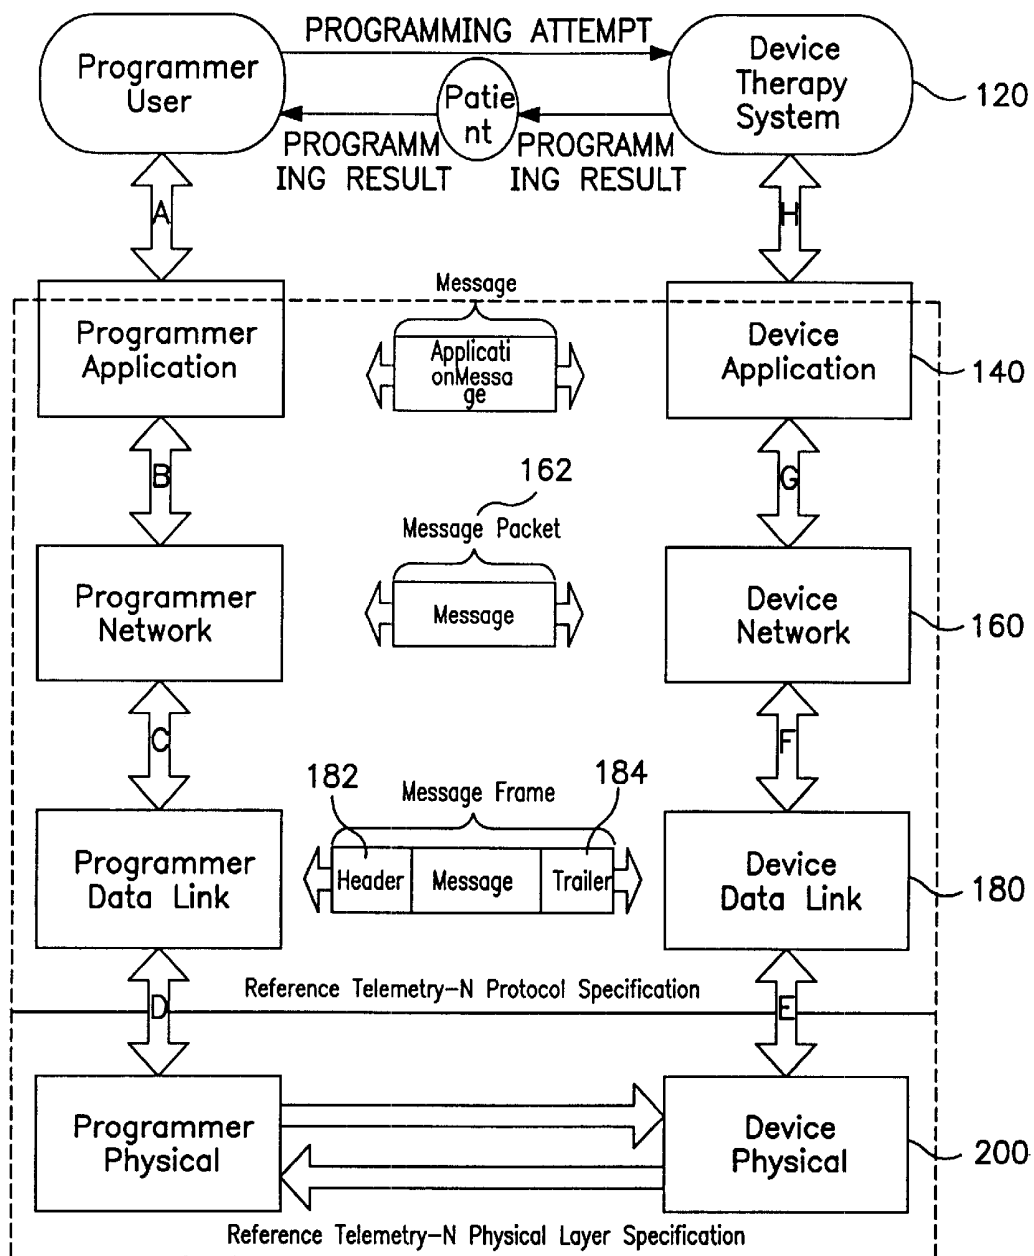 PROGRAMMING ATTEMPT
Programmer
User
Patie
nt
Device
Therapy
System
120
PROGRAMM
ING RESULT
PROGRAMM
ING RESULT
A
H
Message
Programmer
Application
Applicati
onMessa
ge
Device
Application
140
B
G
162
Message Packet
Programmer
Network
Message
Device
Network
160
C
F
182
Message Frame
184
Programmer
Data Link
Header
Message
Trailer
Device
Data Link
180
Reference Telemetry-N Protocol Specification
D
E
Programmer
Physical
Device
Physical
200
Reference Telemetry-N Physical Layer Specification